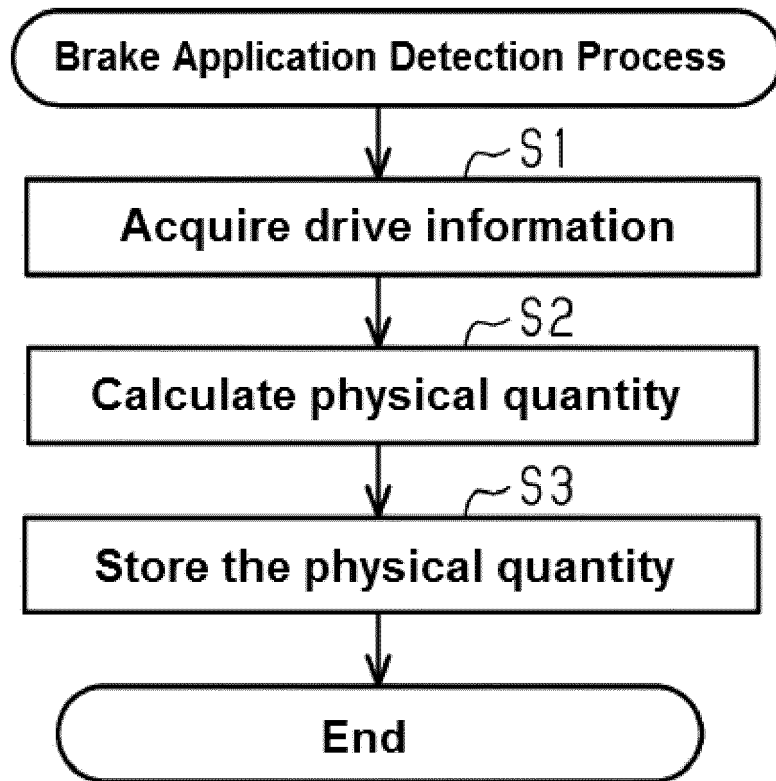 Brake Application Detection Process
S1
Acquire drive information
S2
Calculate physical quantity
S3
Store the physical quantity
End